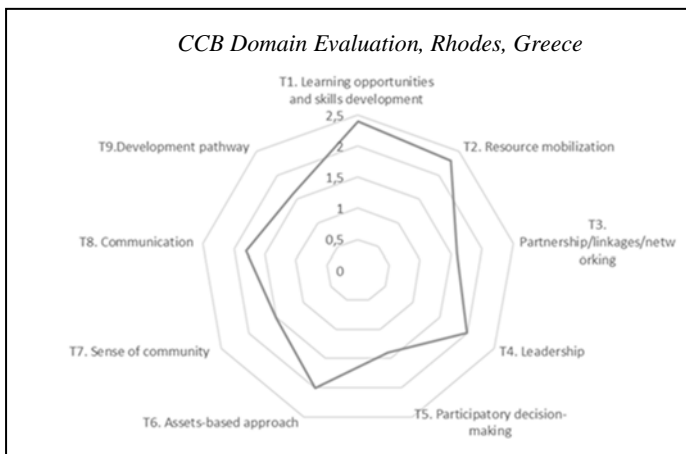 CCB Domain Evaluation, Rhodes, Greece
T1. Learning opportunities
and skills development
2,5
T9.Development pathway
2
T2. Resource mobilization
1,5
1
T8. Communication
T3.
Partnership/linkages/netw
orking
0,5
0
T7. Sense of community
T4. Leadership
T6. Assets-based approach
T5. Participatory decision-
making